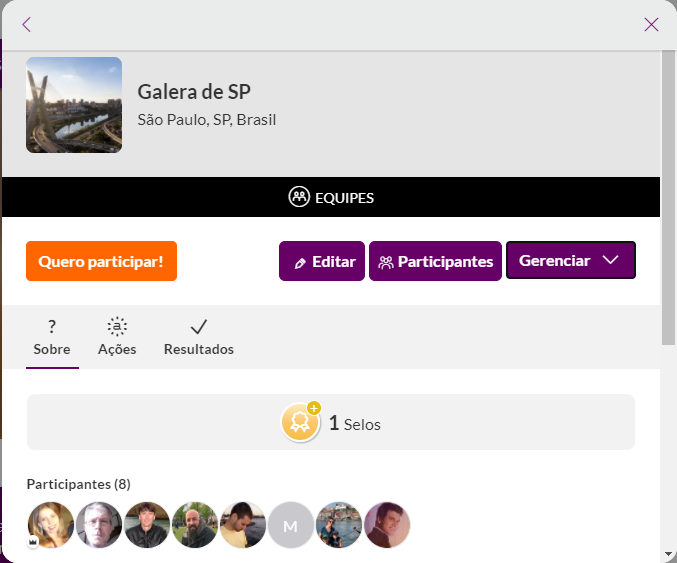 Galera de SP
São Paulo, SP, Brasil
EQUIPES
Quero participar! Editar Participantes Gerenciar
? Sobre a Ações Resultados
1 Selos
Participantes (8)
M